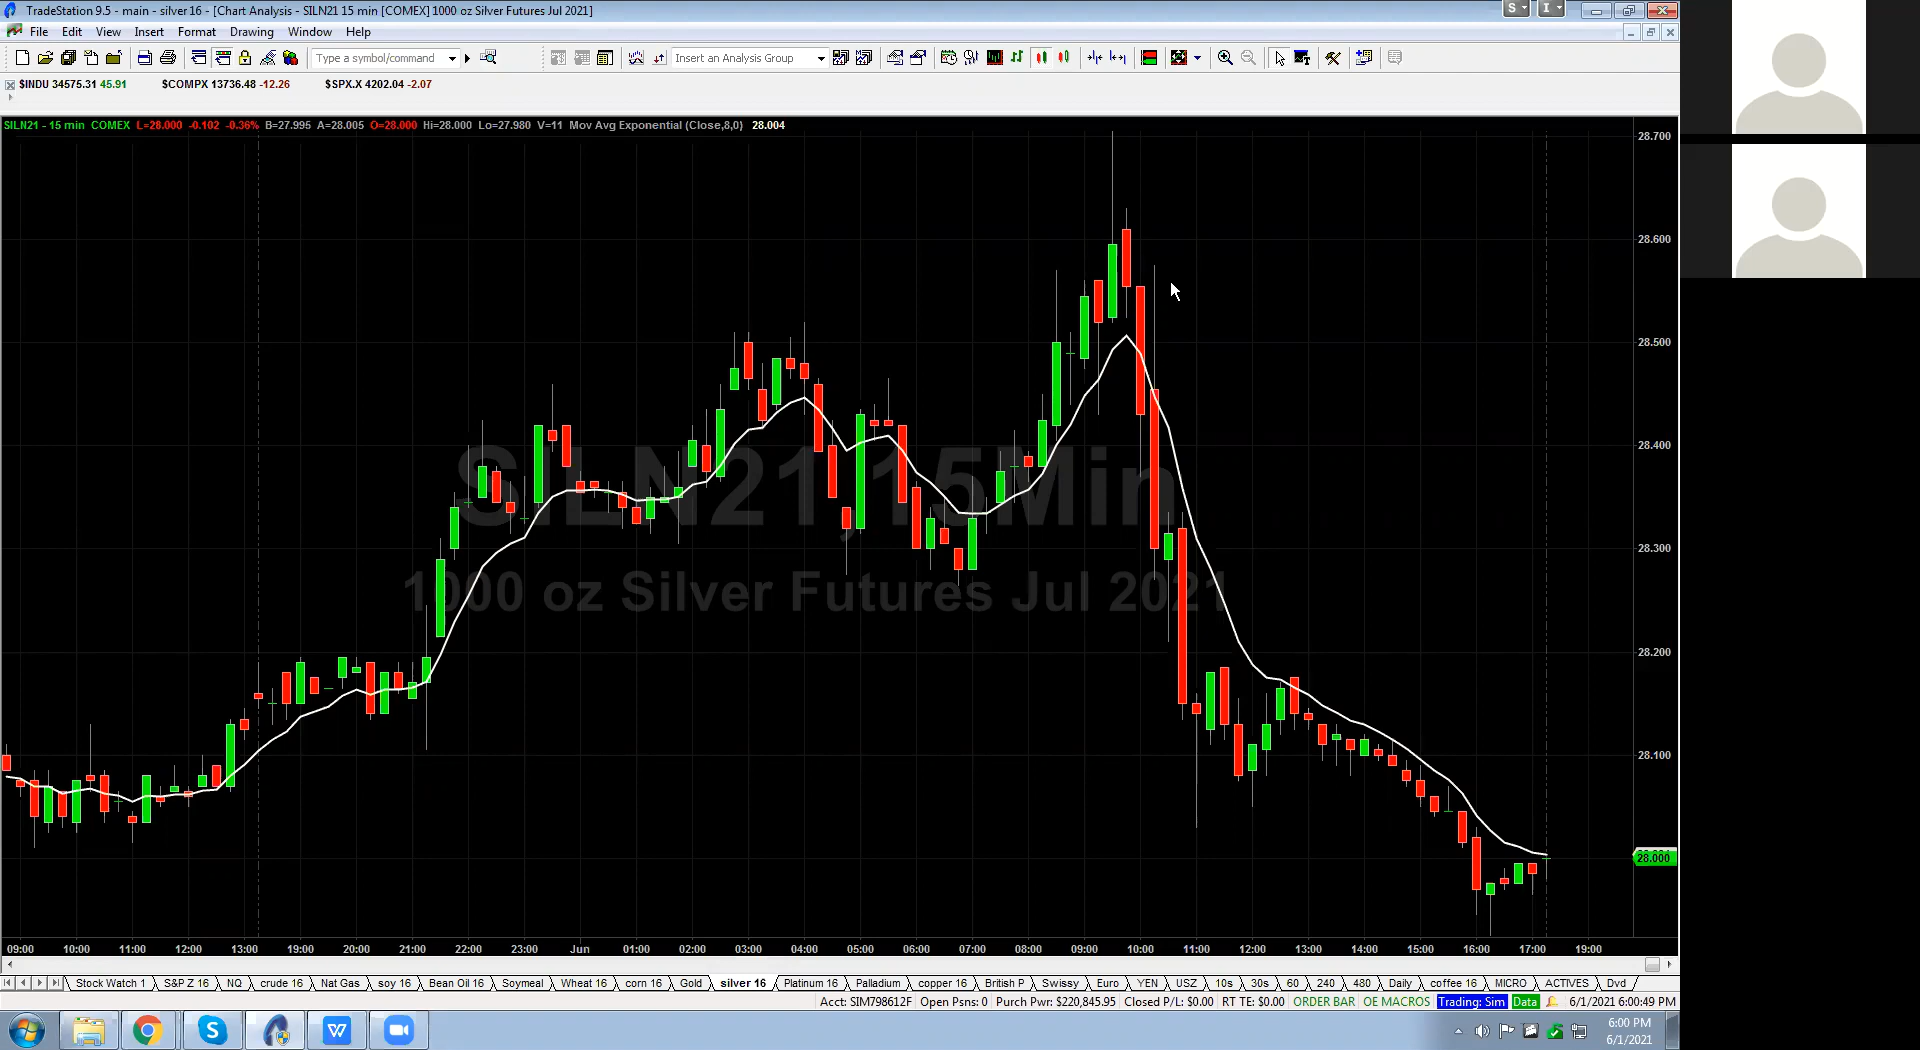 TradeStation 9.5 - main - silver16 - [Chart Analysis - SILN21 15 min [COMEX] 1000 oz Silver Futures Jul 2021]
S I
File Edit View Insert Format Drawing Window Help
Type a symbol/command Insert an Analysis Group
$INDU 34575.31 45.91 $COMPX 13736.48 -12.26 $SPX.X 4202.04 -2.07
SILN21 - 15 min COMEX L=28.000 -0.102 -0.36% B=27.995 A=28.005 O=28.000 Hi=28.000 Lo=27.980 V=11 Mov Avg Exponential (Close,8,0) 28.004
28.700
28.600
28.500
28.400
SILN21,15Min
28.300
1000 oz Silver Futures Jul 2021
28.200
28.100
28.000
09:00 10:00 11:00 12:00 13:00 19:00 20:00 21:00 22:00 23:00 Jun 01:00 02:00 03:00 04:00 05:00 06:00 07:00 08:00 09:00 10:00 11:00 12:00 13:00 14:00 15:00 16:00 17:00 19:00
Stock Watch 1 S&P Z 16 NQ crude 16 Nat Gas soy 16 Bean Oil 16 Soymeal Wheat 16 corn 16 Gold silver 16 Platinum 16 Palladium copper 16 British P Swissy Euro YEN USZ 10s 30s 60 240 480 Daily coffee 16 MICRO ACTIVES Dvd
Acct: SIM798612F Open Psns: 0 Purch Pwr: $220,845.95 Closed P/L: $0.00 RT TE: $0.00 ORDER BAR OE MACROS Trading: Sim Data 6/1/2021 6:00:49 PM
6:00 PM
6/1/2021